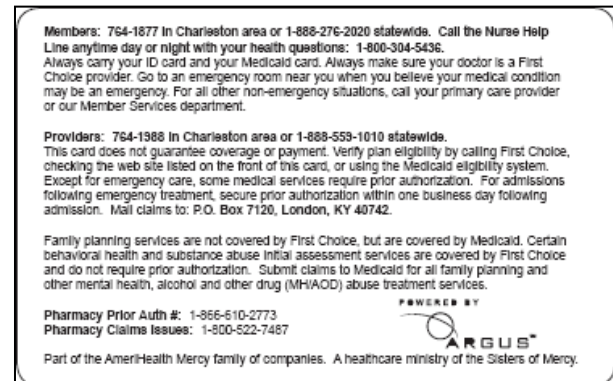 Members: 764-1877 in Charleston area or 1-888-276-2020 statewide. Call the Nurse Help
Line anytime day or night with your health questions: 1-800-304-5436.
Always carry your ID card and your Medicaid card. Always make sure your doctor is a First
Choice provider. Go to an emergency room near you when you believe your medical condition
may be an emergency. For all other non-emergency situations, call your primary care provider
or our Member Services department.
Providers: 764-1988 in Charleston area or 1-888-559-1010 statewide.
This card does not guarantee coverage or payment. Verify plan eligibility by calling First Choice,
checking the web site listed on the front of this card, or using the Medicaid eligibility system.
Except for emergency care, some medical services require prior authorization. For admissions
following emergency treatment, secure prior authorization within one business day following
admission. Mail claims to: P.O. Box 7120, London, KY 40742.
Family planning services are not covered by First Choice, but are covered by Medicaid. Certain
behavioral health and substance abuse initial assessment services are covered by First Choice
and do not require prior authorization. Submit claims to Medicaid for all family planning and
other mental health, alcohol and other drug (MH/AOD) abuse treatment services.
POWERED BY
ARGUS™
Pharmacy Prior Auth #: 1-866-610-2773
Pharmacy Claims Issues: 1-800-522-7487
Part of the AmeriHealth Mercy family of companies. A healthcare ministry of the Sisters of Mercy.